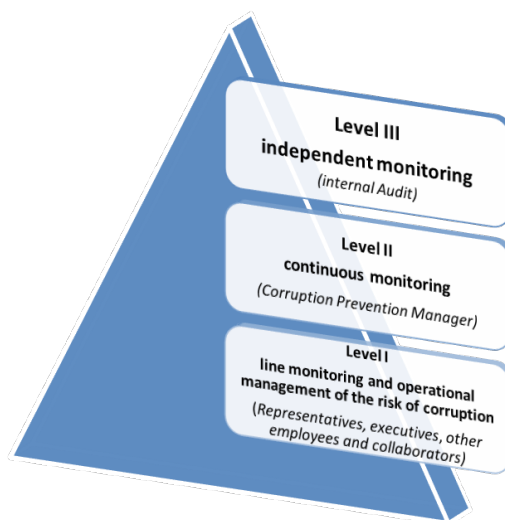 Level III
independent monitoring
(internal Audit)
Level II
continuous monitoring
(Corruption Prevention Manager)
Level I
line monitoring and operational
management of the risk of corruption
(Representatives, executives, other
employees and collaborators)